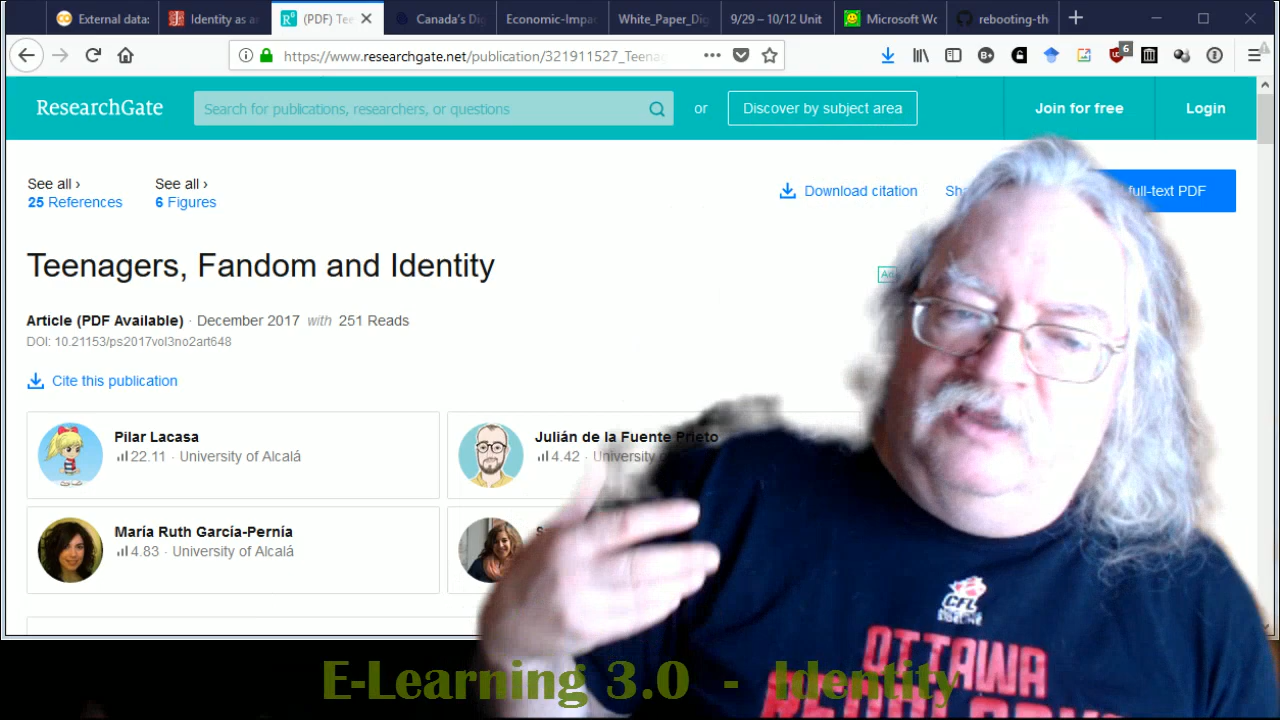 External data:
Identity as a
(PDF) Tee
Canada's Dig
Economic-Impac
White_Paper_Dig
9/29 – 10/12 Unit
Microsoft Wo
rebooting-th
https://www.researchgate.net/publication/321911527_Teena
6
ResearchGate
Search for publications, researchers, or questions
or
Discover by subject area
Join for free
Login
See all ›
25 References
See all ›
6 Figures
Download citation
full-text PDF
Teenagers, Fandom and Identity
Ad
Article (PDF Available) · December 2017 with 251 Reads
DOI: 10.21153/ps2017vol3no2art648
Cite this publication
Pilar Lacasa
22.11 · University of Alcalá
Julián de la Fuente Prieto
4.42 · University
María Ruth García-Pernía
4.83 · University of Alcalá
CFL
OTTAWA
REDBLACKS
E-Learning 3.0 - Identity